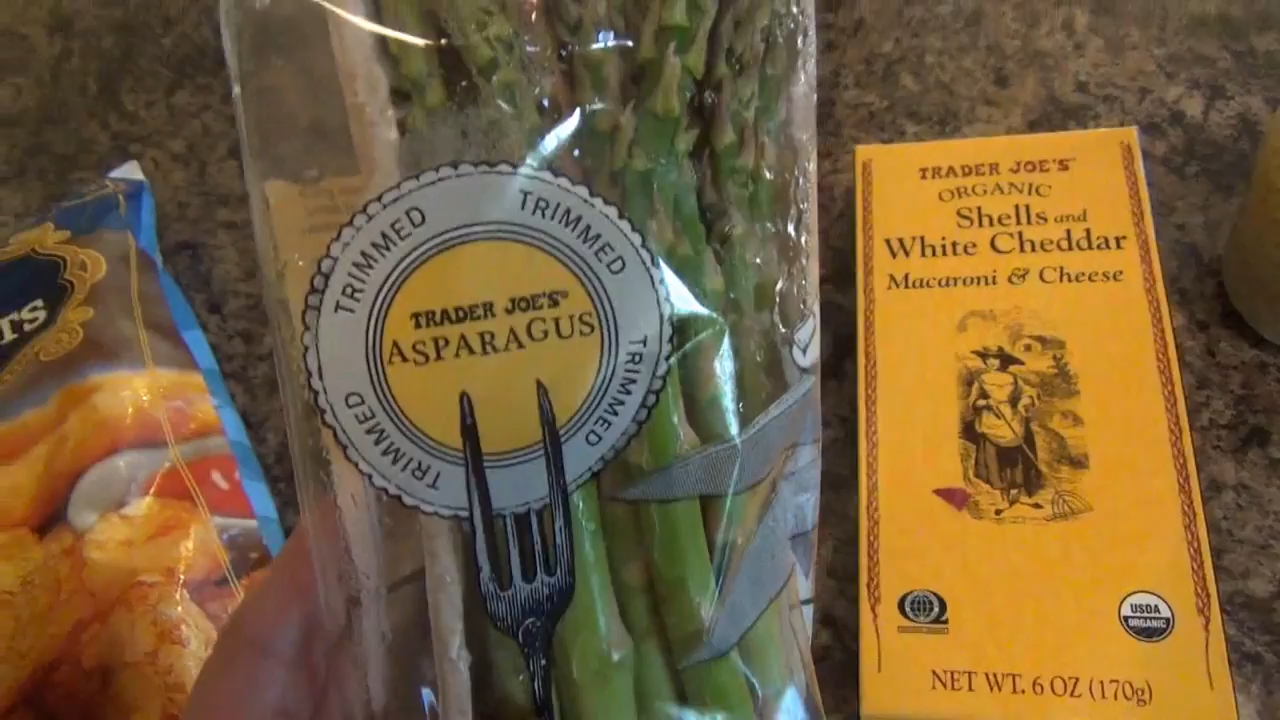 TRIMMED
TRIMMED
TRIMMED
TRIMMED
TRADER JOE'S
ASPARAGUS
TRADER JOE'S
ORGANIC
Shells and
White Cheddar
Macaroni & Cheese
USDA
ORGANIC
NET WT. 6 OZ (170g)